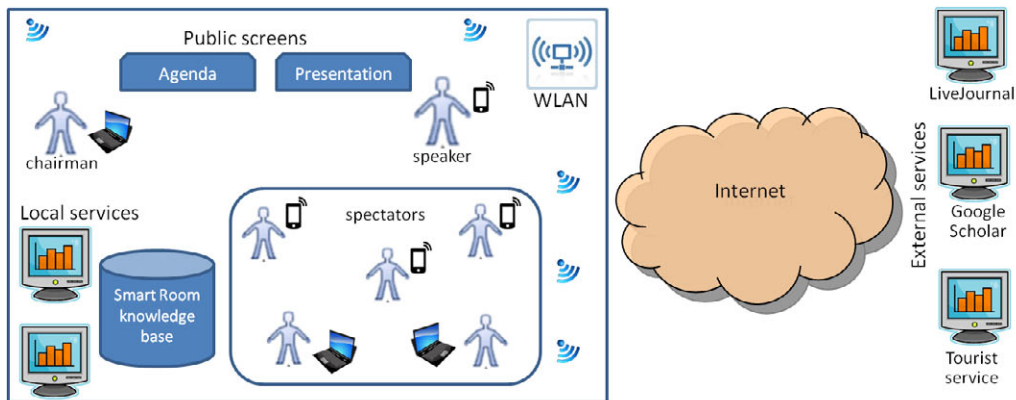 Public screens
Agenda
Presentation
WLAN
chairman
speaker
Local services
Smart Room
knowledge
base
spectators
Internet
External services
LiveJournal
Google
Scholar
Tourist
service